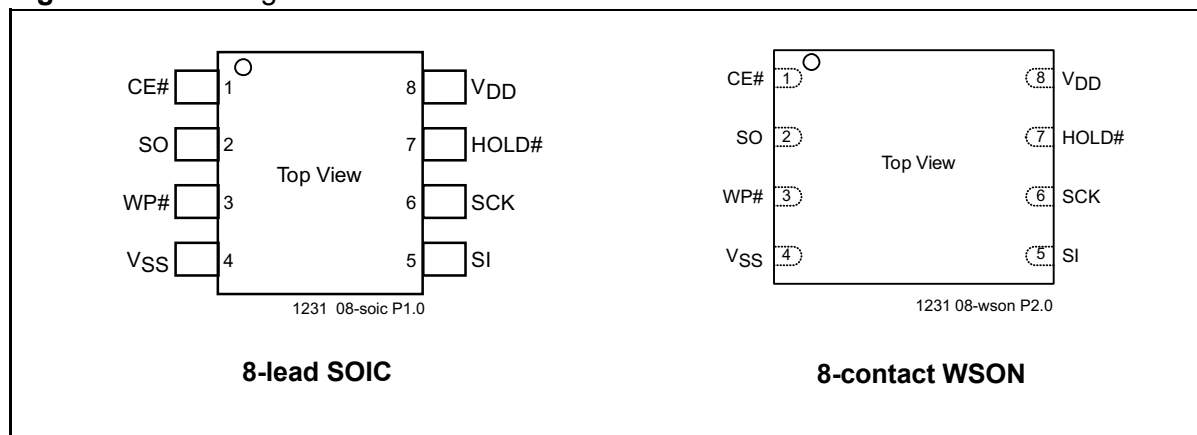 CE# 1 8 VDD
SO 2 7 HOLD#
Top View
WP# 3 6 SCK
VSS 4 5 SI
1231 08-soic P1.0
8-lead SOIC
CE# 1 8 VDD
SO 2 7 HOLD#
Top View
WP# 3 6 SCK
VSS 4 5 SI
1231 08-wson P2.0
8-contact WSON